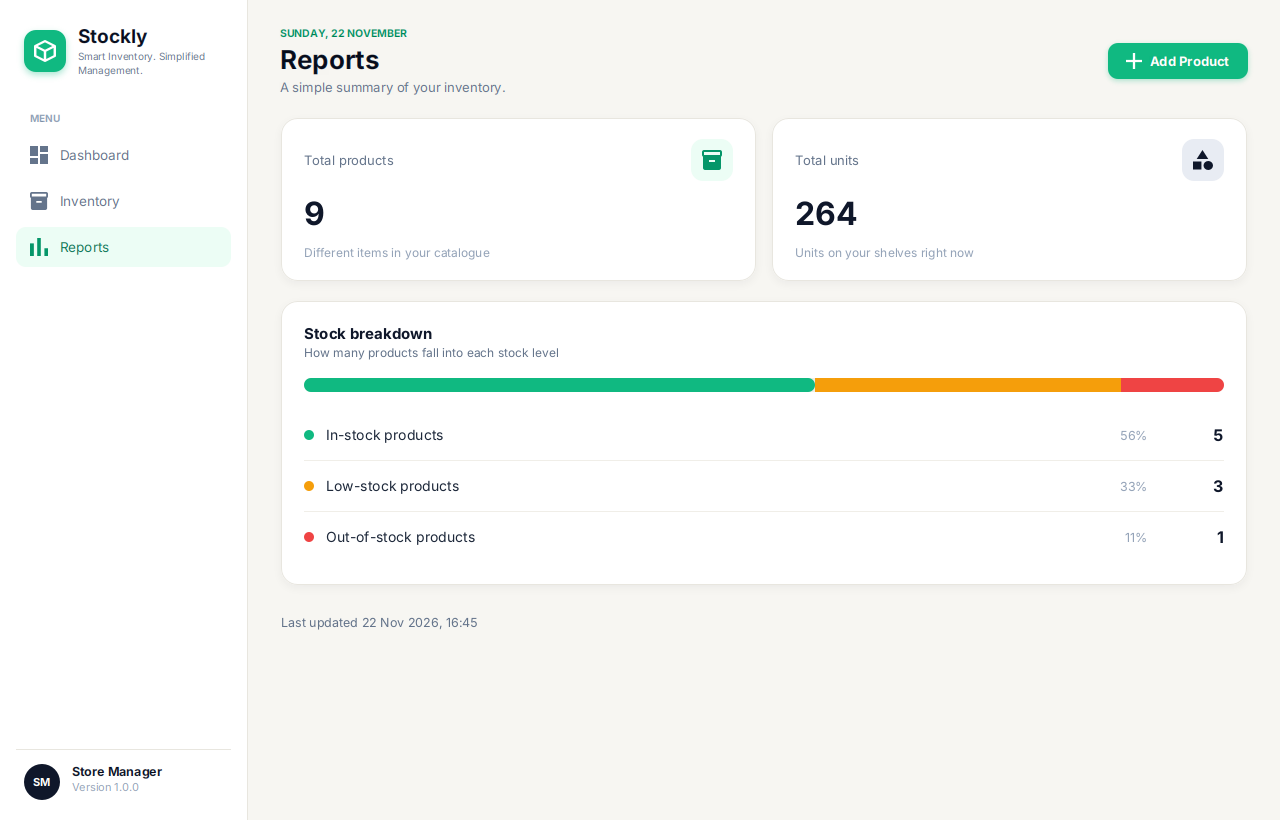 Stockly
Smart Inventory. Simplified
Management.
MENU
Dashboard
Inventory
Reports
SM
Store Manager
Version 1.0.0
SUNDAY, 22 NOVEMBER
Reports
A simple summary of your inventory.
Add Product
Total products
9
Different items in your catalogue
Total units
264
Units on your shelves right now
Stock breakdown
How many products fall into each stock level
In-stock products 56% 5
Low-stock products 33% 3
Out-of-stock products 11% 1
Last updated 22 Nov 2026, 16:45